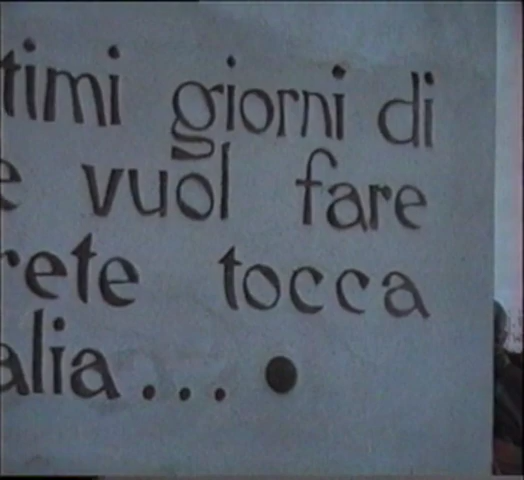 timi giorni di
e vuol fare
rete tocca
alia... •